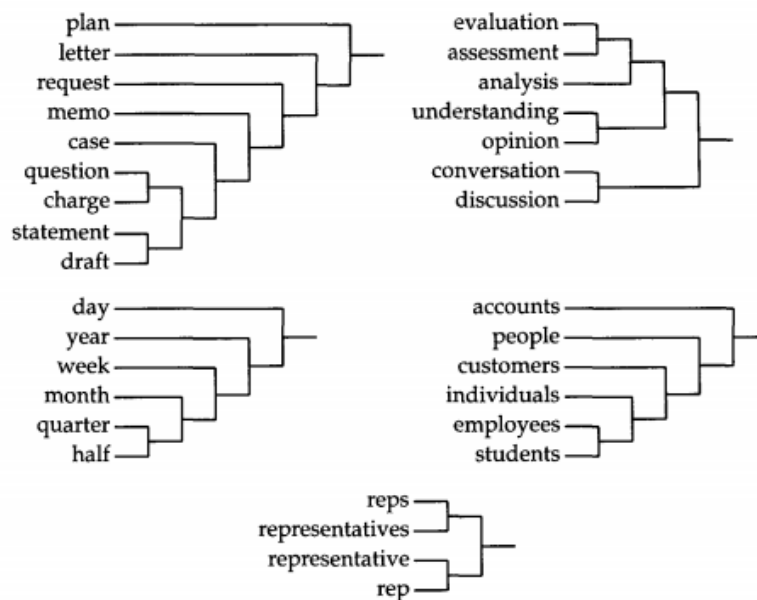 plan
letter
request
memo
case
question
charge
statement
draft
evaluation
assessment
analysis
understanding
opinion
conversation
discussion
day
year
week
month
quarter
half
accounts
people
customers
individuals
employees
students
reps
representatives
representative
rep